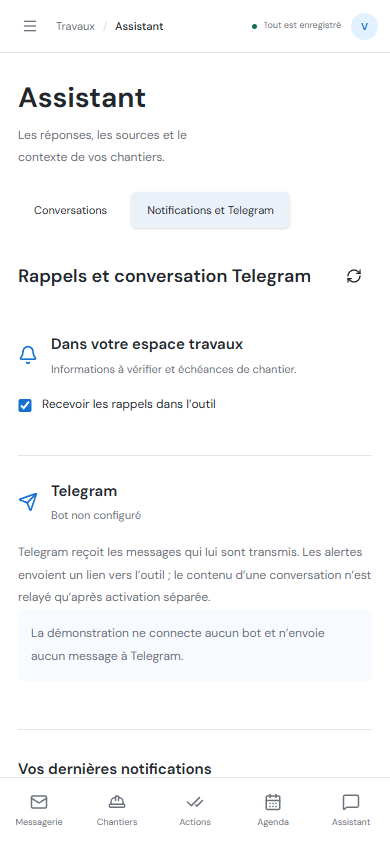 Travaux / Assistant
Tout est enregistré
V
Assistant
Les réponses, les sources et le
contexte de vos chantiers.
Conversations
Notifications et Telegram
Rappels et conversation Telegram
Dans votre espace travaux
Informations à vérifier et échéances de chantier.
Recevoir les rappels dans l’outil
Telegram
Bot non configuré
Telegram reçoit les messages qui lui sont transmis. Les alertes
envoient un lien vers l’outil ; le contenu d’une conversation n’est
relayé qu’après activation séparée.
La démonstration ne connecte aucun bot et n’envoie
aucun message à Telegram.
Vos dernières notifications
Messagerie
Chantiers
Actions
Agenda
Assistant